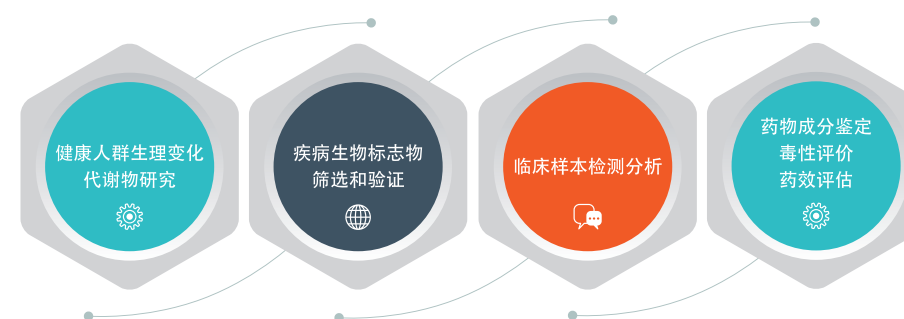 健康人群生理变化
代谢物研究
疾病生物标志物
筛选和验证
临床样本检测分析
药物成分鉴定
毒性评价
药效评估